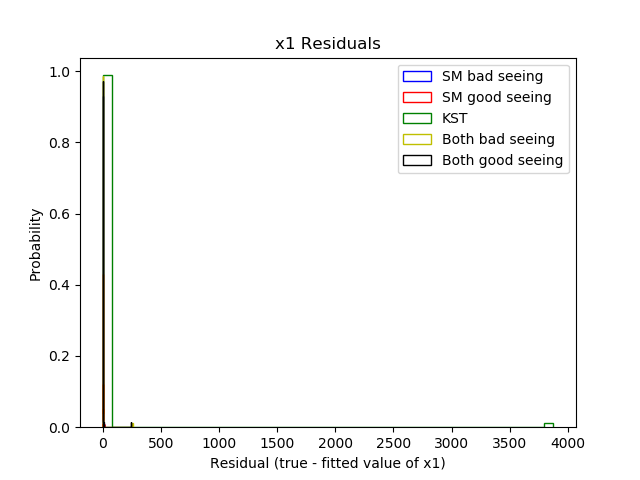 x1 Residuals
SM bad seeing
SM good seeing
KST
Both bad seeing
Both good seeing
Probability
1.0
0.8
0.6
0.4
0.2
0.0
0 500 1000 1500 2000 2500 3000 3500 4000
Residual (true - fitted value of x1)